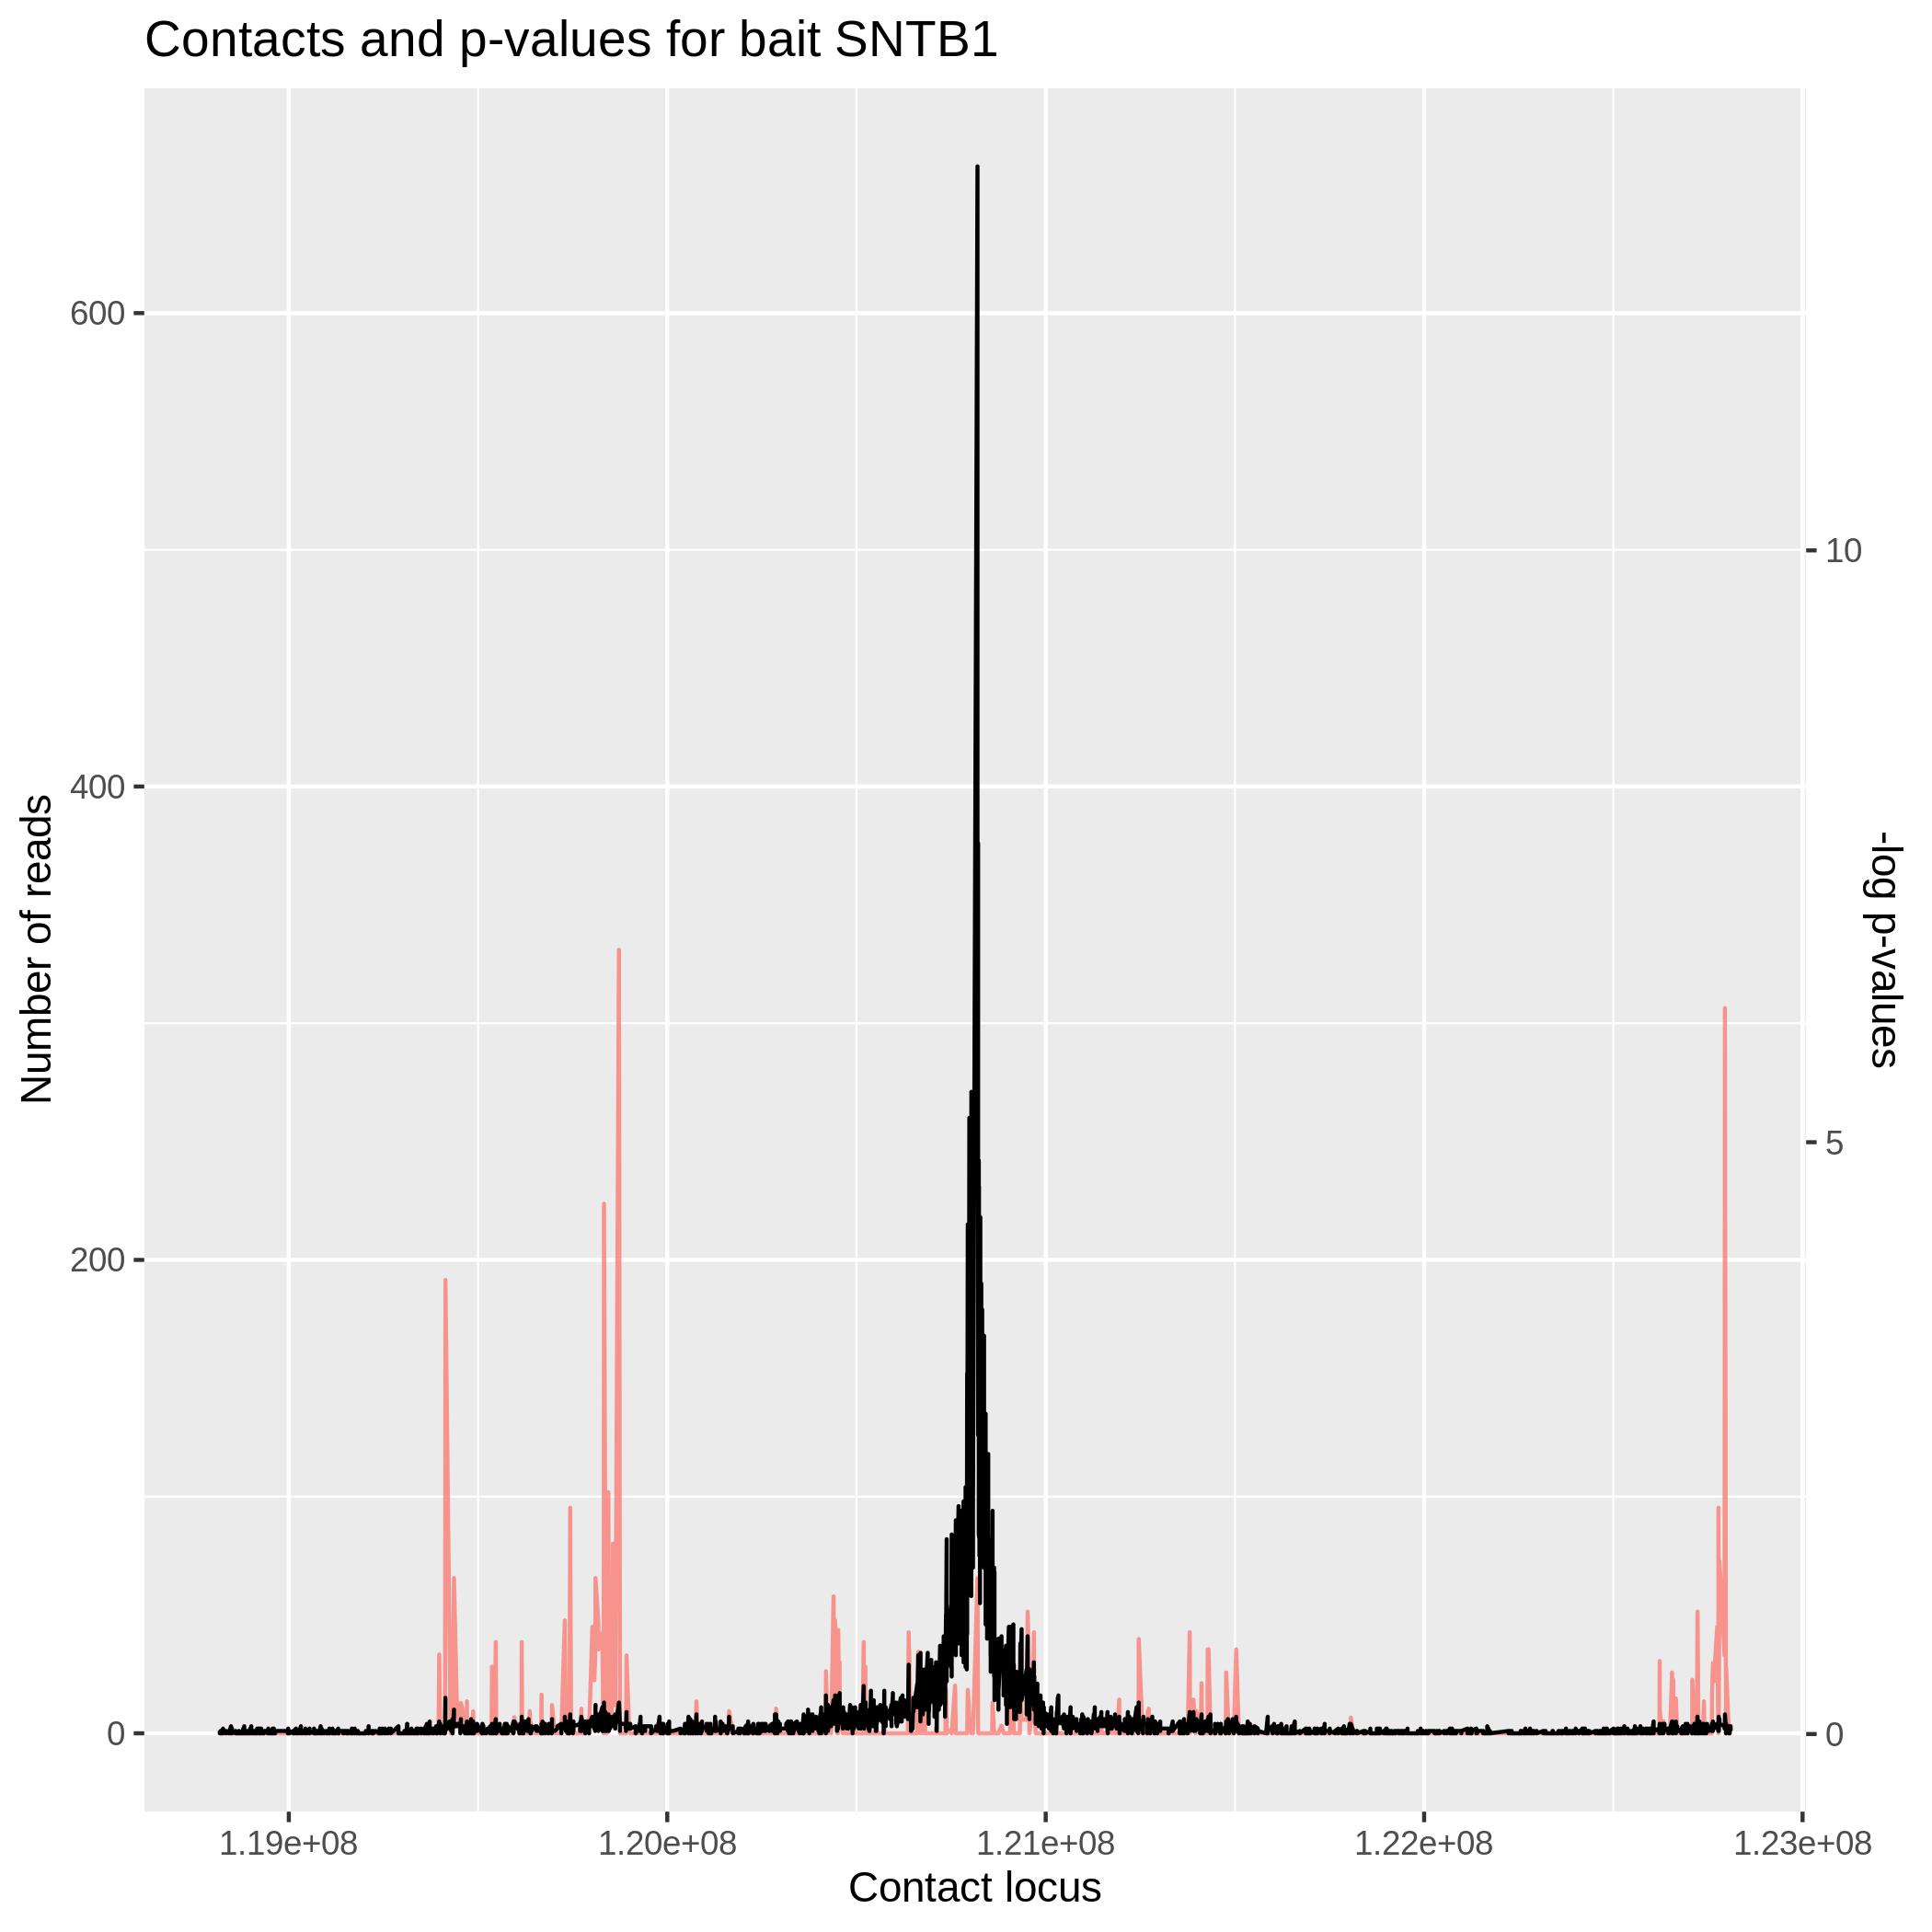 Contacts and p-values for bait SNTB1
Number of reads
600
400
200
0
10
5
0
-log p-values
1.19e+08
1.20e+08
1.21e+08
1.22e+08
1.23e+08
Contact locus